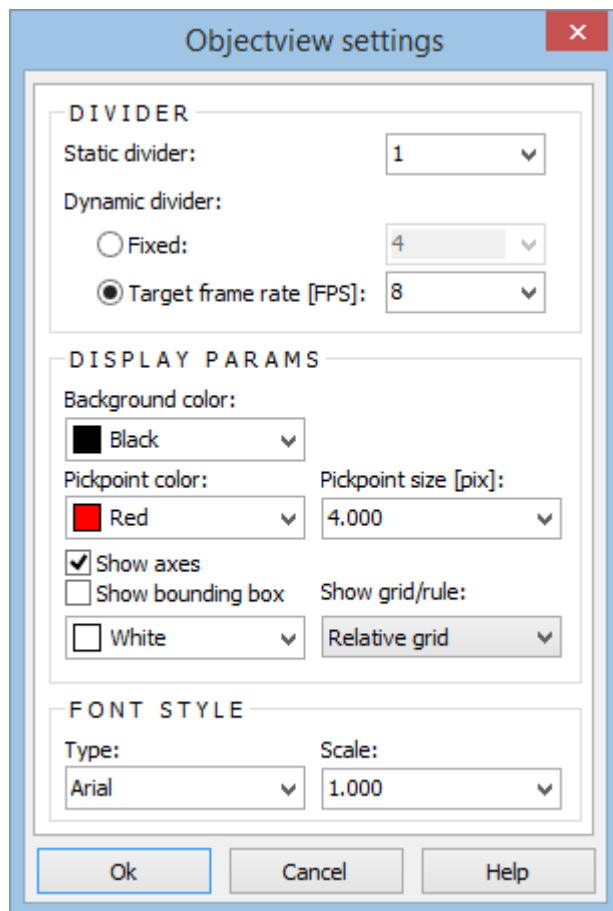 Objectview settings
DIVIDER
Static divider: 1
Dynamic divider:
Fixed: 4
Target frame rate [FPS]: 8
DISPLAY PARAMS
Background color:
Black
Pickpoint color: Pickpoint size [pix]:
Red 4.000
Show axes
Show bounding box Show grid/rule:
White Relative grid
FONT STYLE
Type: Scale:
Arial 1.000
Ok Cancel Help